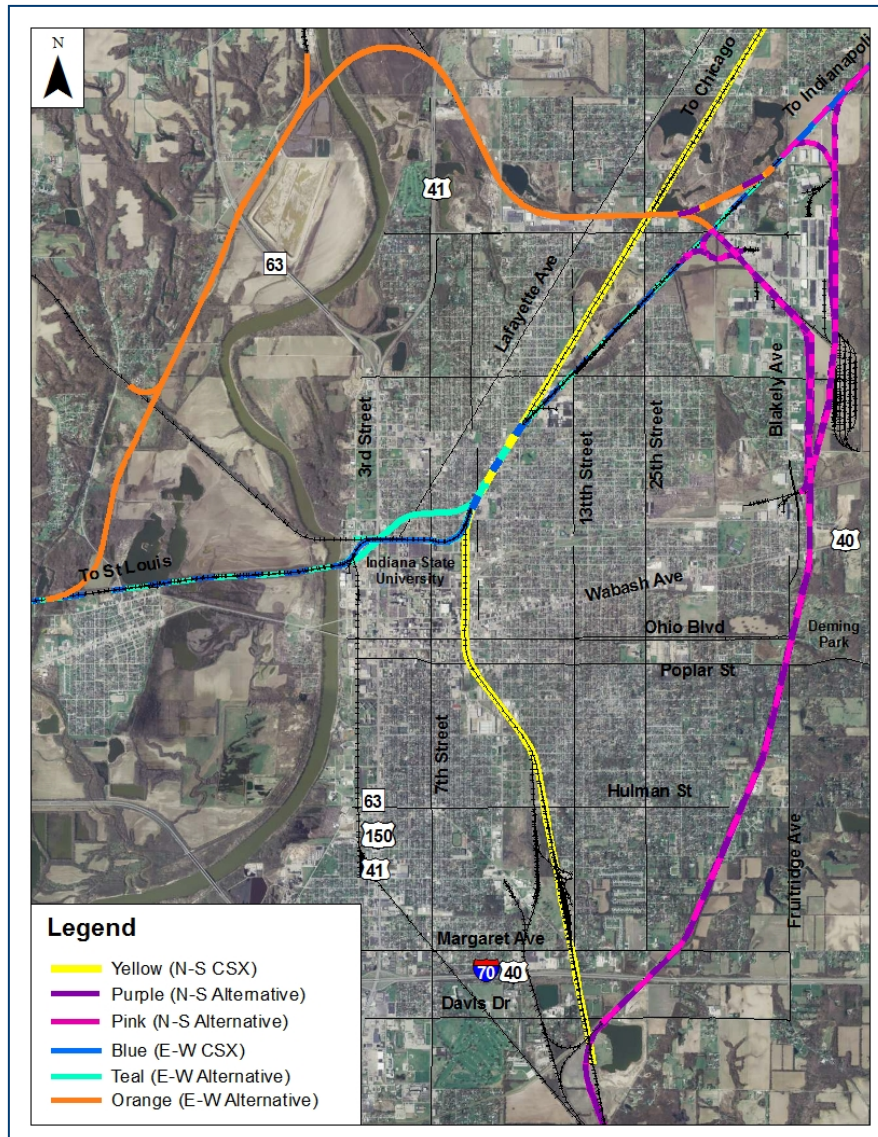 N
To Chicago
To Indianapoli
41
63
Lafayette Ave
3rd Street
13tth Street
25th Street
Blakely Ave
40
To St Louis
Indiana State
University
Wabash Ave
Ohio Blvd
Deming
Park
Poplar St
7th Street
Hulman St
63
150
41
Fruitridge Ave
Margaret Ave
70 40
Davis Dr
Legend
Yellow (N-S CSX)
Purple (N-S Alternative)
Pink (N-S Alternative)
Blue (E-W CSX)
Teal (E-W Alternative)
Orange (E-W Alternative)